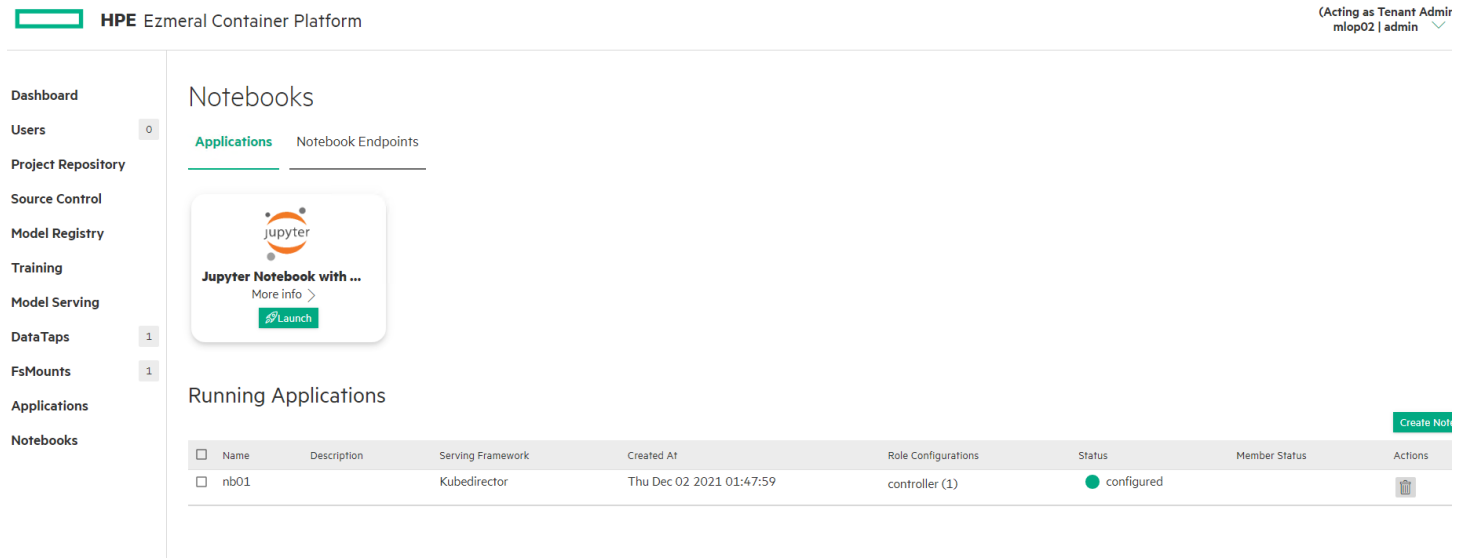 HPE Ezmeral Container Platform
(Acting as Tenant Admin
mlop02 | admin
Dashboard
Users 0
Project Repository
Source Control
Model Registry
Training
Model Serving
DataTaps 1
FsMounts 1
Applications
Notebooks
Notebooks
Applications Notebook Endpoints
jupyter
Jupyter Notebook with ...
More info
Launch
Running Applications
Create Note
Name Description Serving Framework Created At Role Configurations Status Member Status Actions
nb01 Kubedirector Thu Dec 02 2021 01:47:59 controller (1) configured